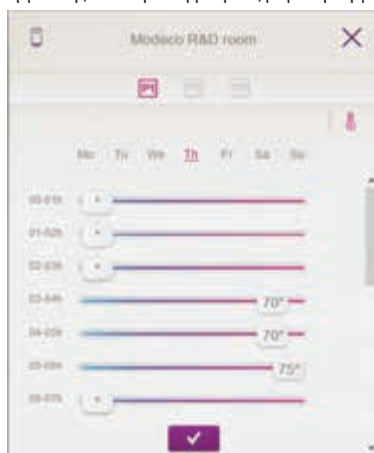 Modeco R&D room
P1
Mo Tu We Th Fr Sa Su
00-01h
01-02h
02-03h
03-04h 70°
04-05h 70°
05-06h 75°
06-07h